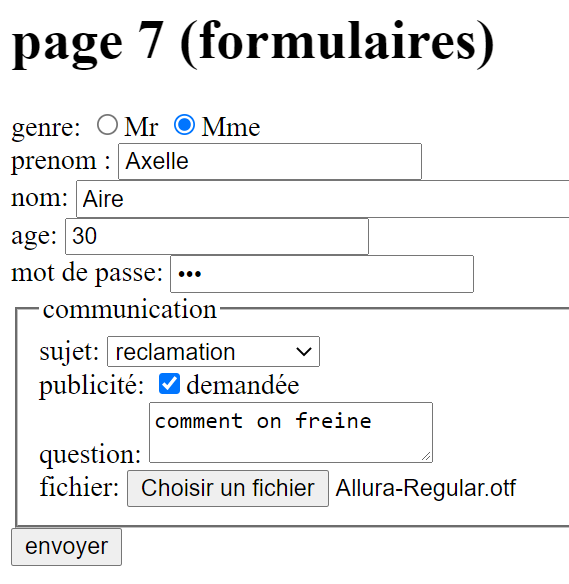 page 7 (formulaires)
genre: Mr Mme
prenom : Axelle
nom: Aire
age: 30
mot de passe: •••
communication
sujet: reclamation
publicité: demandée
question: comment on freine
fichier: Choisir un fichier Allura-Regular.otf
envoyer